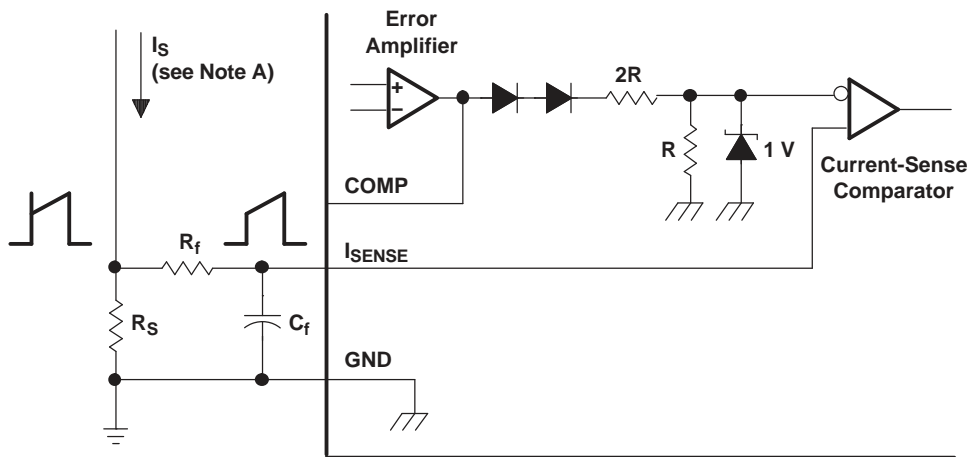 Error
Amplifier
I_S
(see Note A)
+
−
2R
R
1 V
Current-Sense
Comparator
COMP
R_f
I_SENSE
R_S
C_f
GND